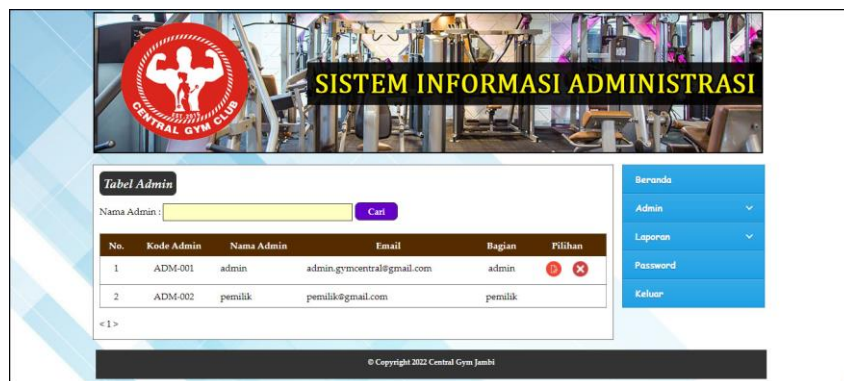 SISTEM INFORMASI ADMINISTRASI
EST. 2017
CENTRAL GYM CLUB
Tabel Admin
Nama Admin : Cari
No. Kode Admin Nama Admin Email Bagian Pilihan
1 ADM-001 admin admin.gymcentral@gmail.com admin
2 ADM-002 pemilik pemilik@gmail.com pemilik
< 1 >
Beranda
Admin
Laporan
Password
Keluar
© Copyright 2022 Central Gym Jambi